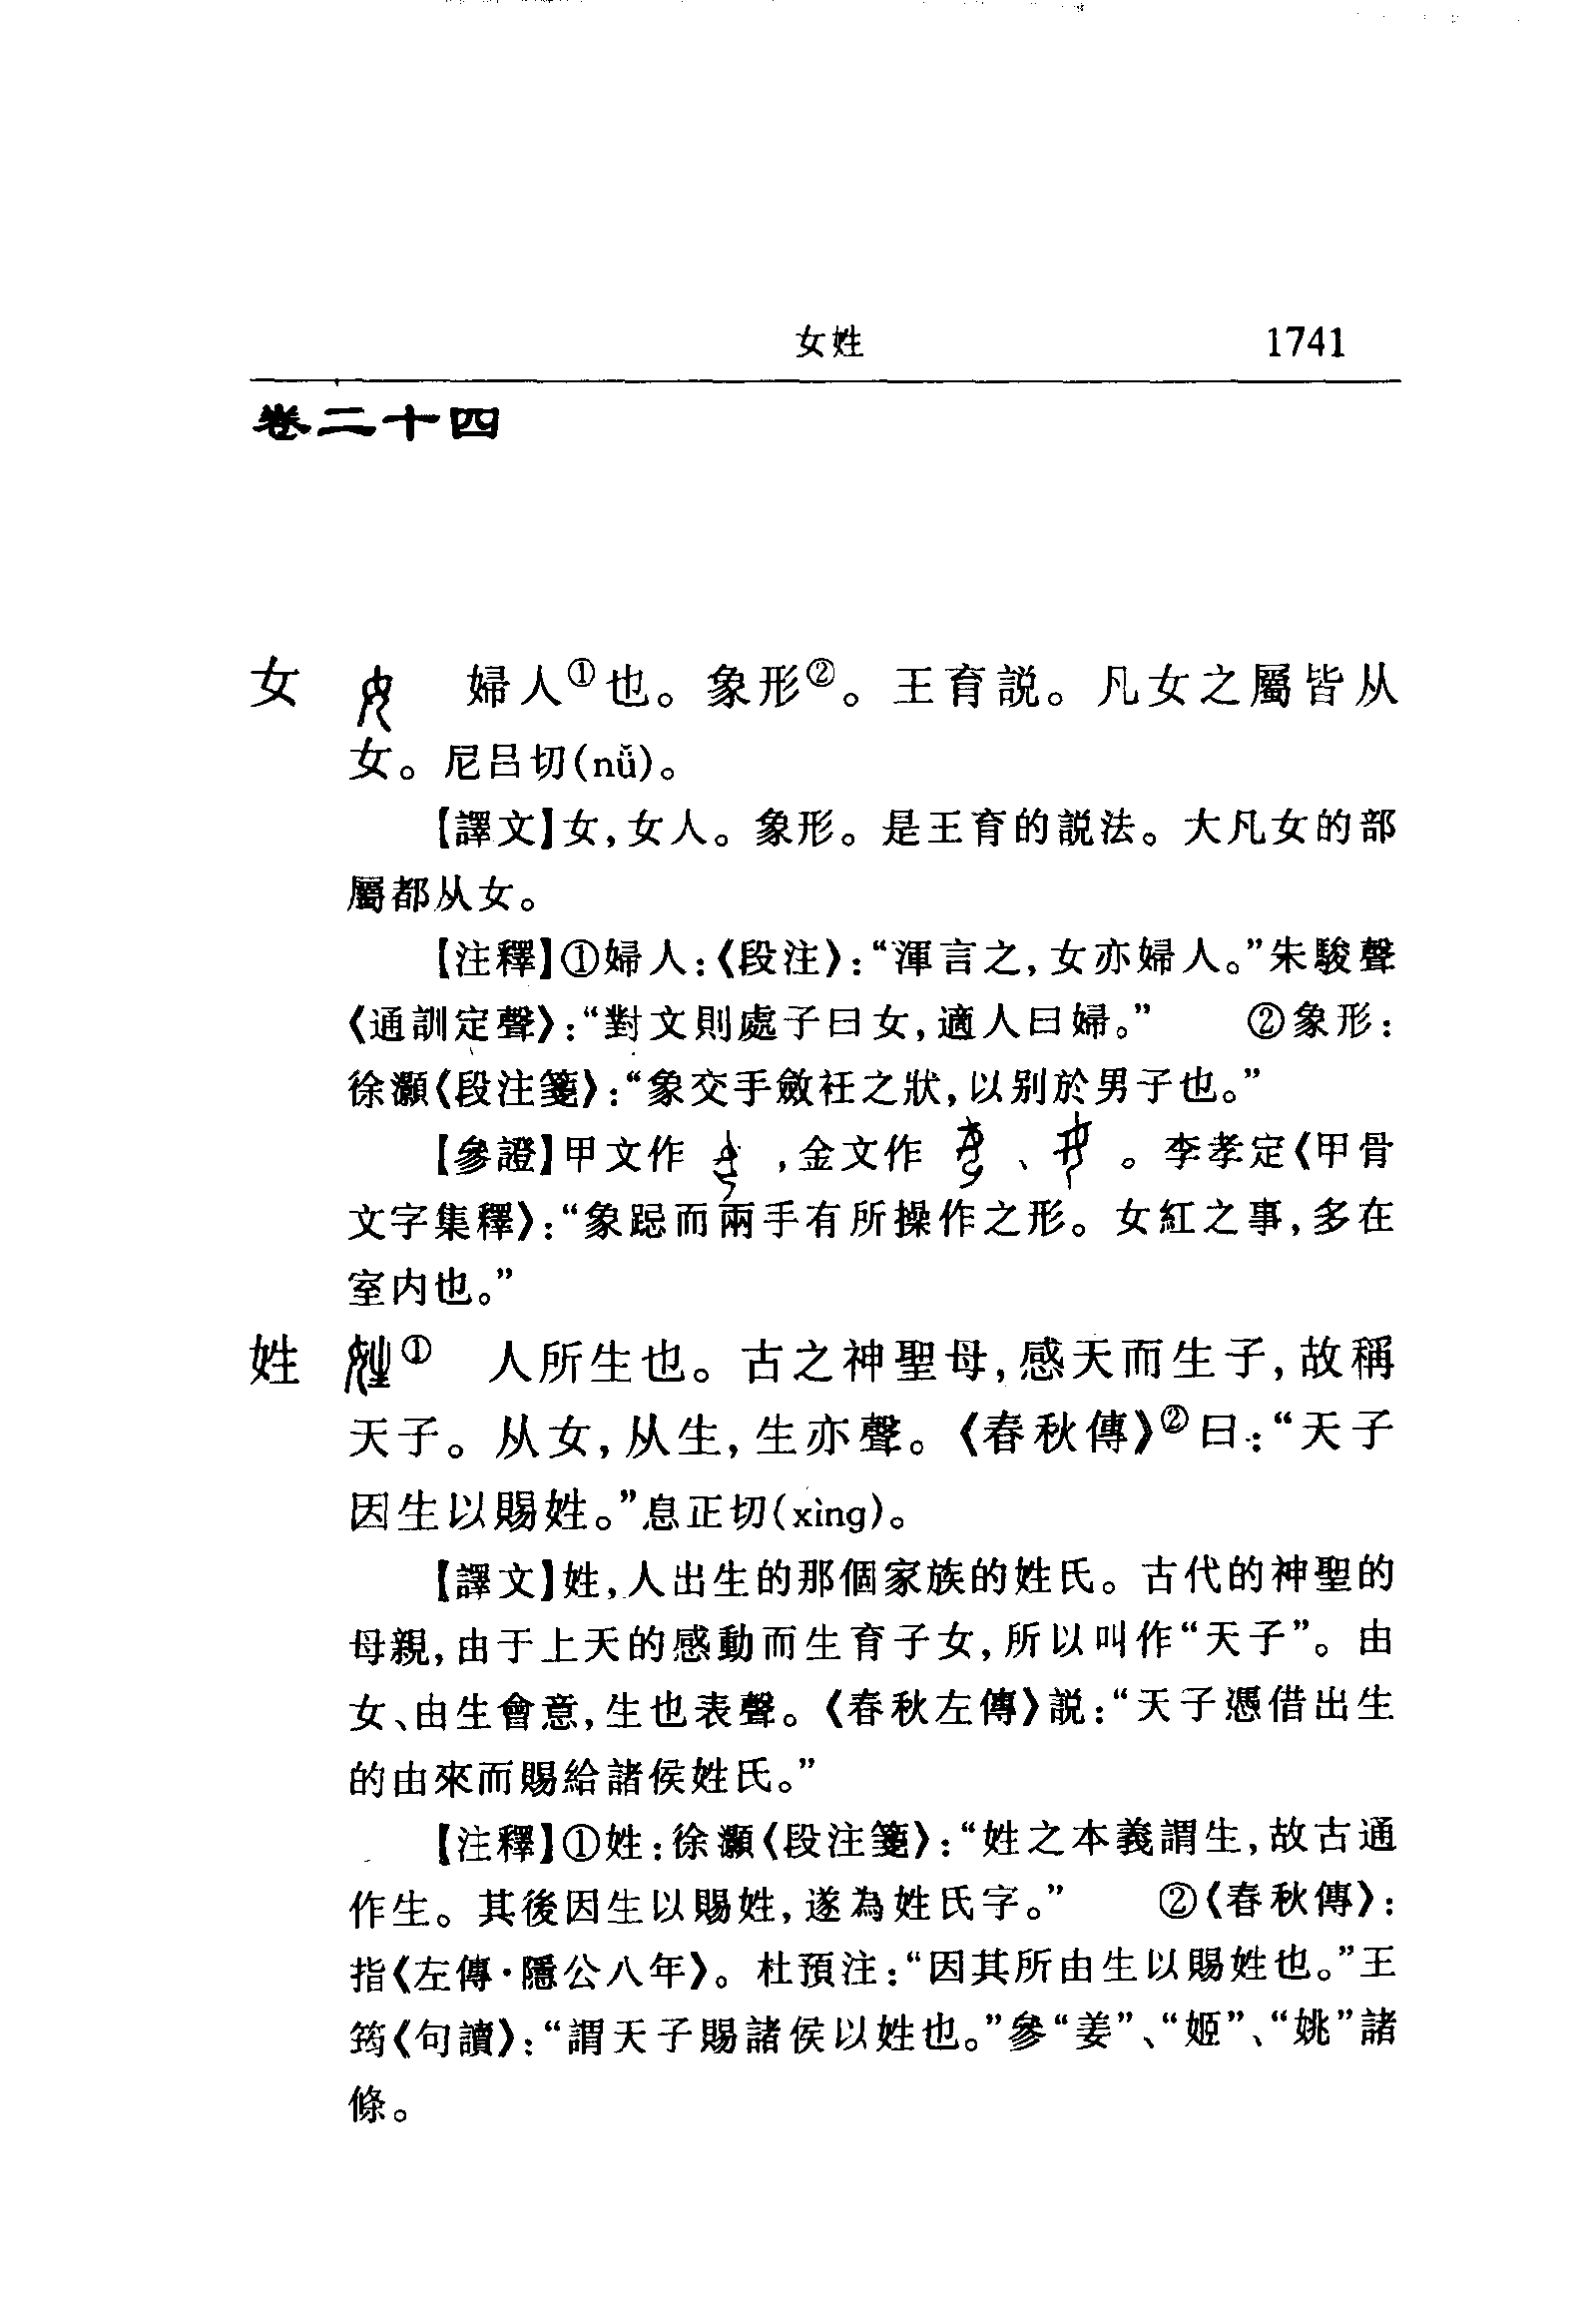 女姓 1741
卷二十四
女 婦人①也。象形②。王育説。凡女之屬皆从
女。尼吕切(nǚ)。
【譯文】女,女人。象形。是王育的説法。大凡女的部
屬都从女。
【注釋】①婦人:《段注》:“渾言之,女亦婦人。”朱駿聲
《通訓定聲》:“對文則處子曰女,適人曰婦。” ②象形:
徐灝《段注箋》:“象交手斂衽之狀,以别於男子也。”
【參證】甲文作 ,金文作 、 。李孝定《甲骨
文字集釋》:“象跽而兩手有所操作之形。女紅之事,多在
室内也。”
姓 ① 人所生也。古之神聖母,感天而生子,故稱
天子。从女,从生,生亦聲。《春秋傳》②曰:“天子
因生以賜姓。”息正切(xìng)。
【譯文】姓,人出生的那個家族的姓氏。古代的神聖的
母親,由于上天的感動而生育子女,所以叫作“天子”。由
女、由生會意,生也表聲。《春秋左傳》説:“天子憑借出生
的由來而賜給諸侯姓氏。”
【注釋】①姓:徐灝《段注箋》:“姓之本義謂生,故古通
作生。其後因生以賜姓,遂為姓氏字。” ②《春秋傳》:
指《左傳·隱公八年》。杜預注:“因其所由生以賜姓也。”王
筠《句讀》:“謂天子賜諸侯以姓也。”參“姜”、“姬”、“姚”諸
條。